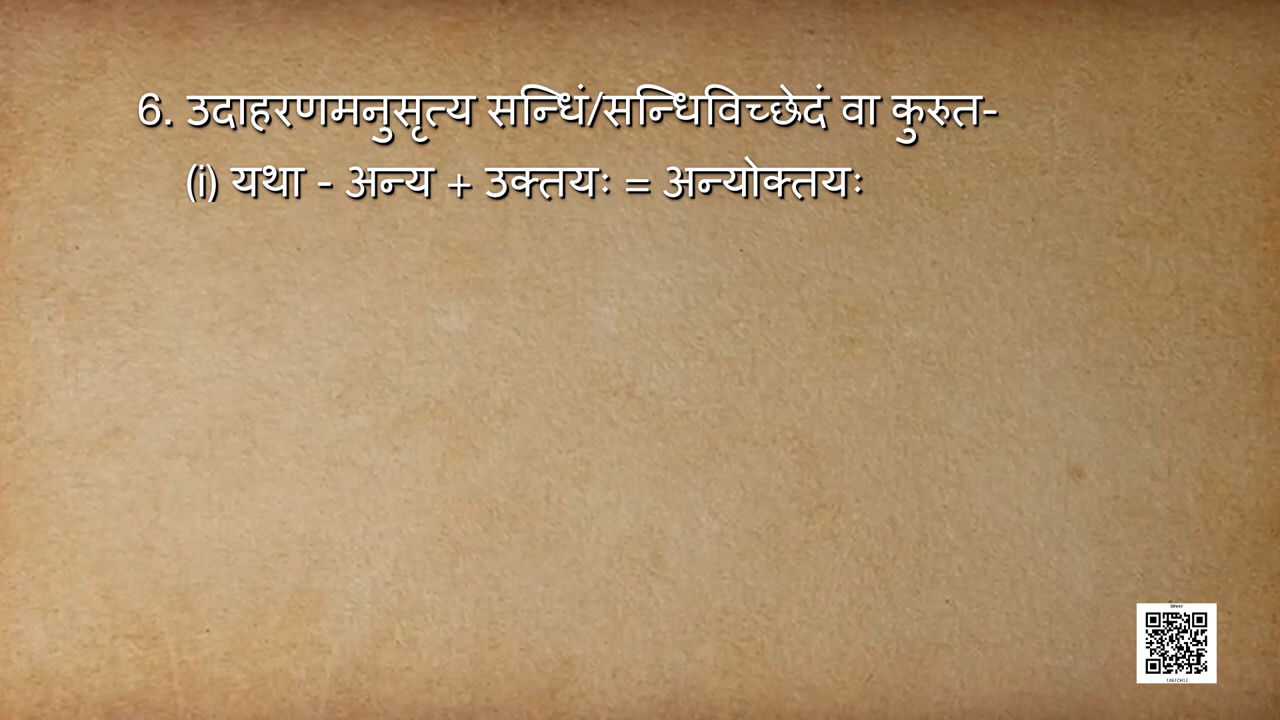 6. उदाहरणमनुसृत्य सन्धिं/सन्धिविच्छेदं वा कुरुत-
(i) यथा - अन्य + उक्तयः = अन्योक्तयः